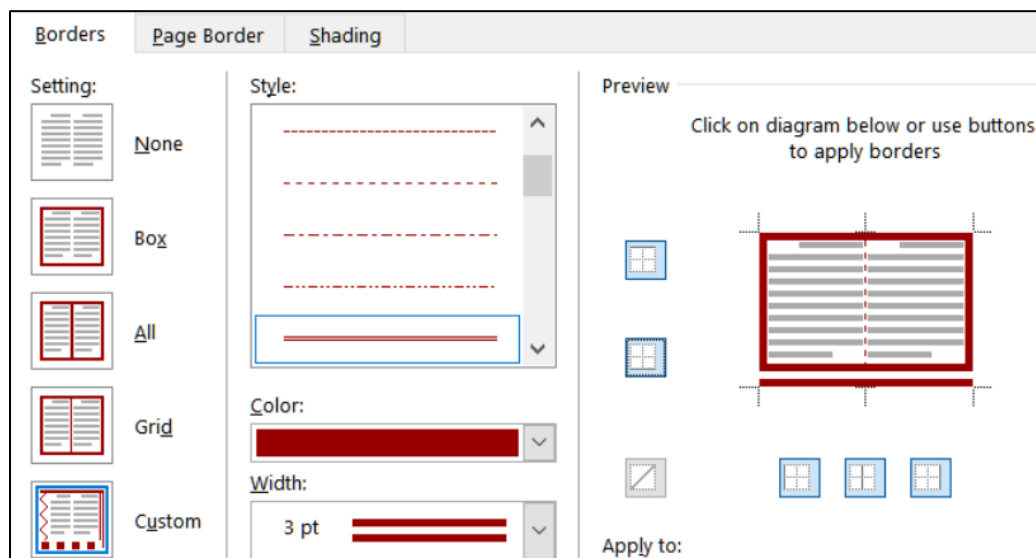 Borders Page Border Shading
Setting:
None
Box
All
Grid
Custom
Style:
Color:
Width:
3 pt
Preview
Click on diagram below or use buttons
to apply borders
Apply to: